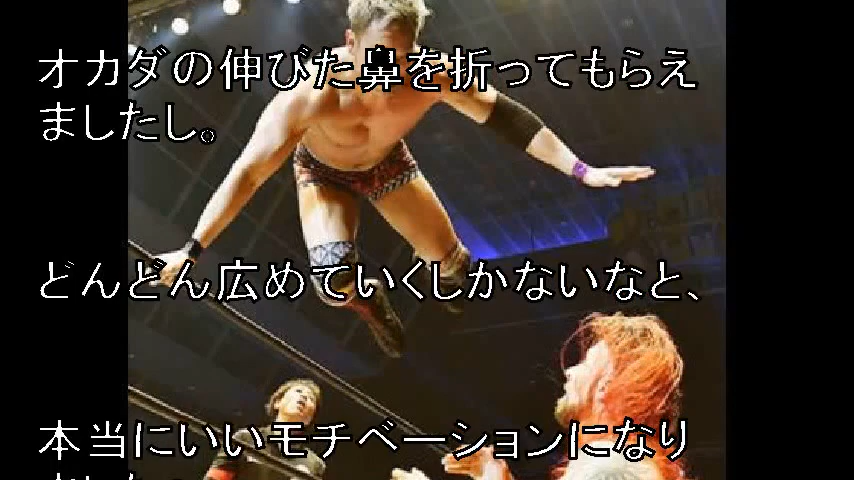 オカダの伸びた鼻を折ってもらえ
ましたし。
どんどん広めていくしかないなと、
本当にいいモチベーションになり